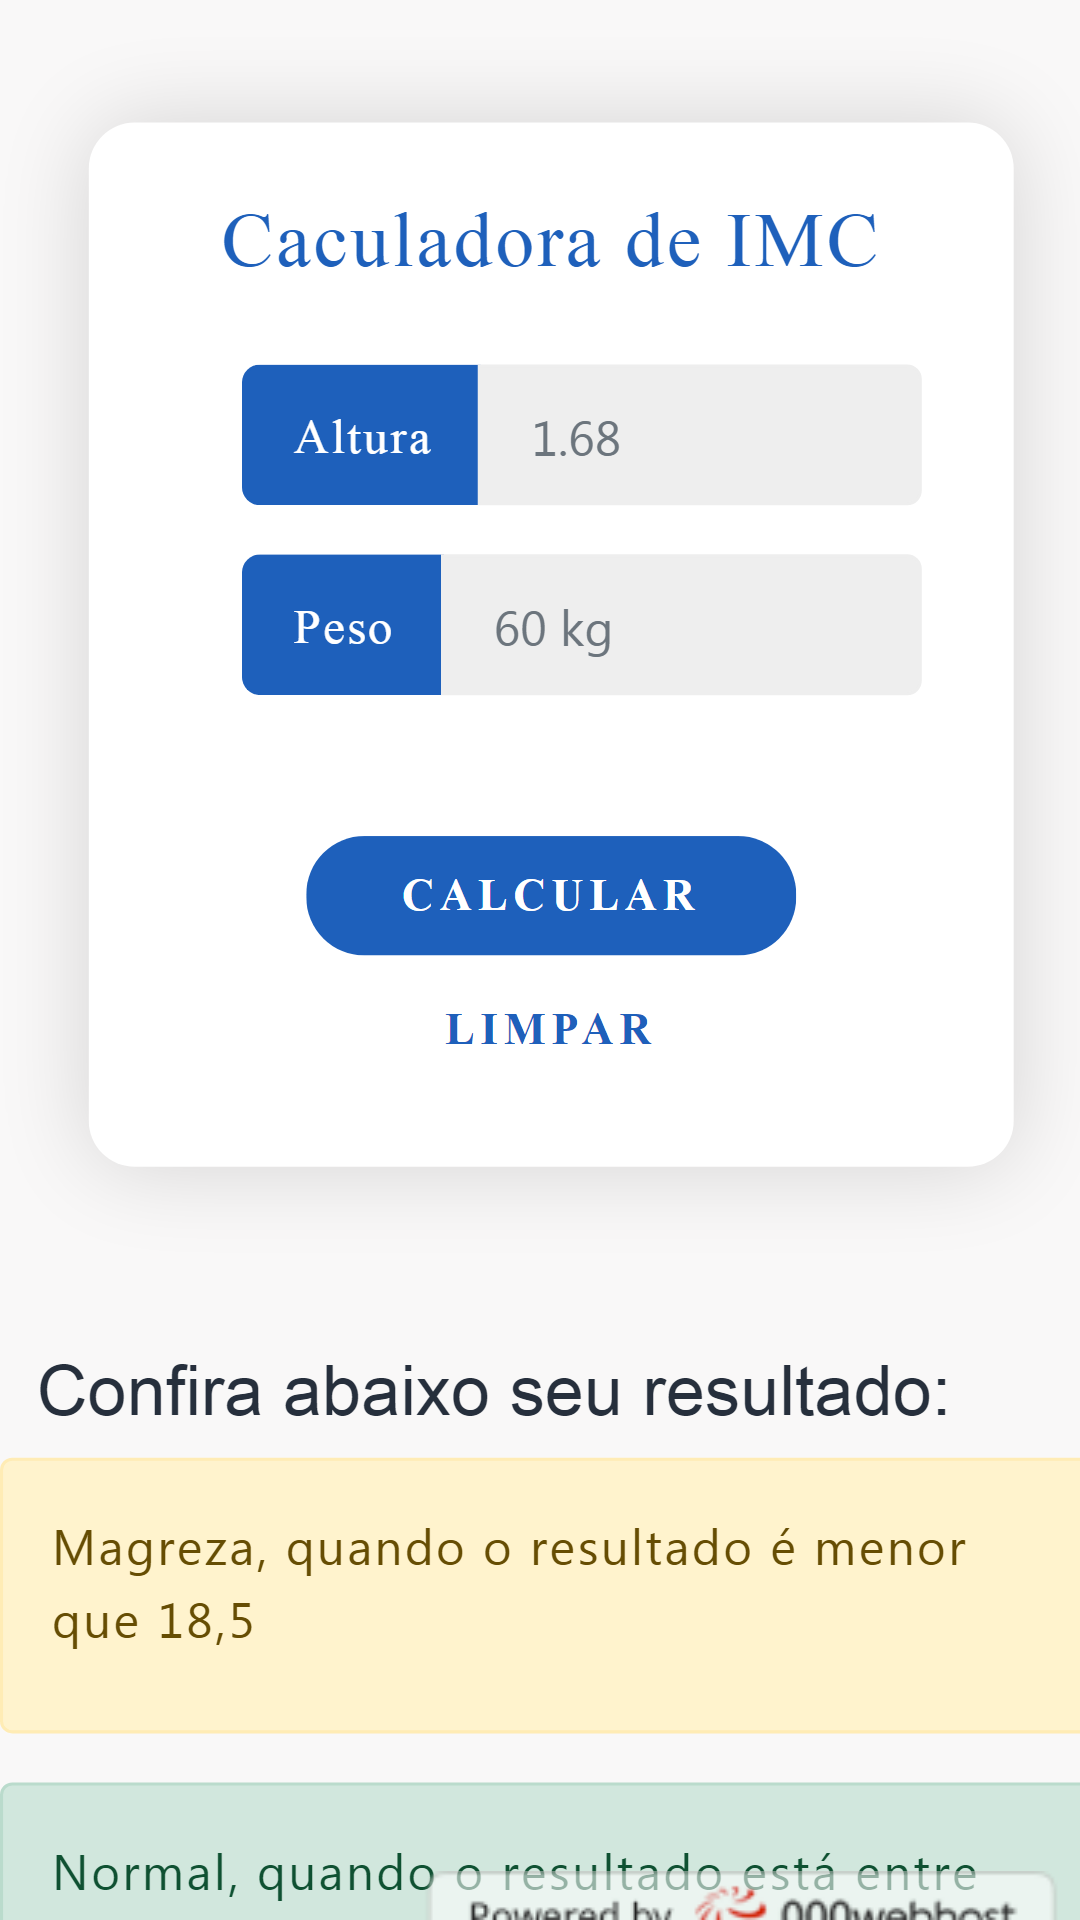 Caculadora de IMC
Altura 1.68
Peso 60 kg
CALCULAR
LIMPAR
Confira abaixo seu resultado:
Magreza, quando o resultado é menor
que 18,5
Normal, quando o resultado está entre
Powered by 000webhost